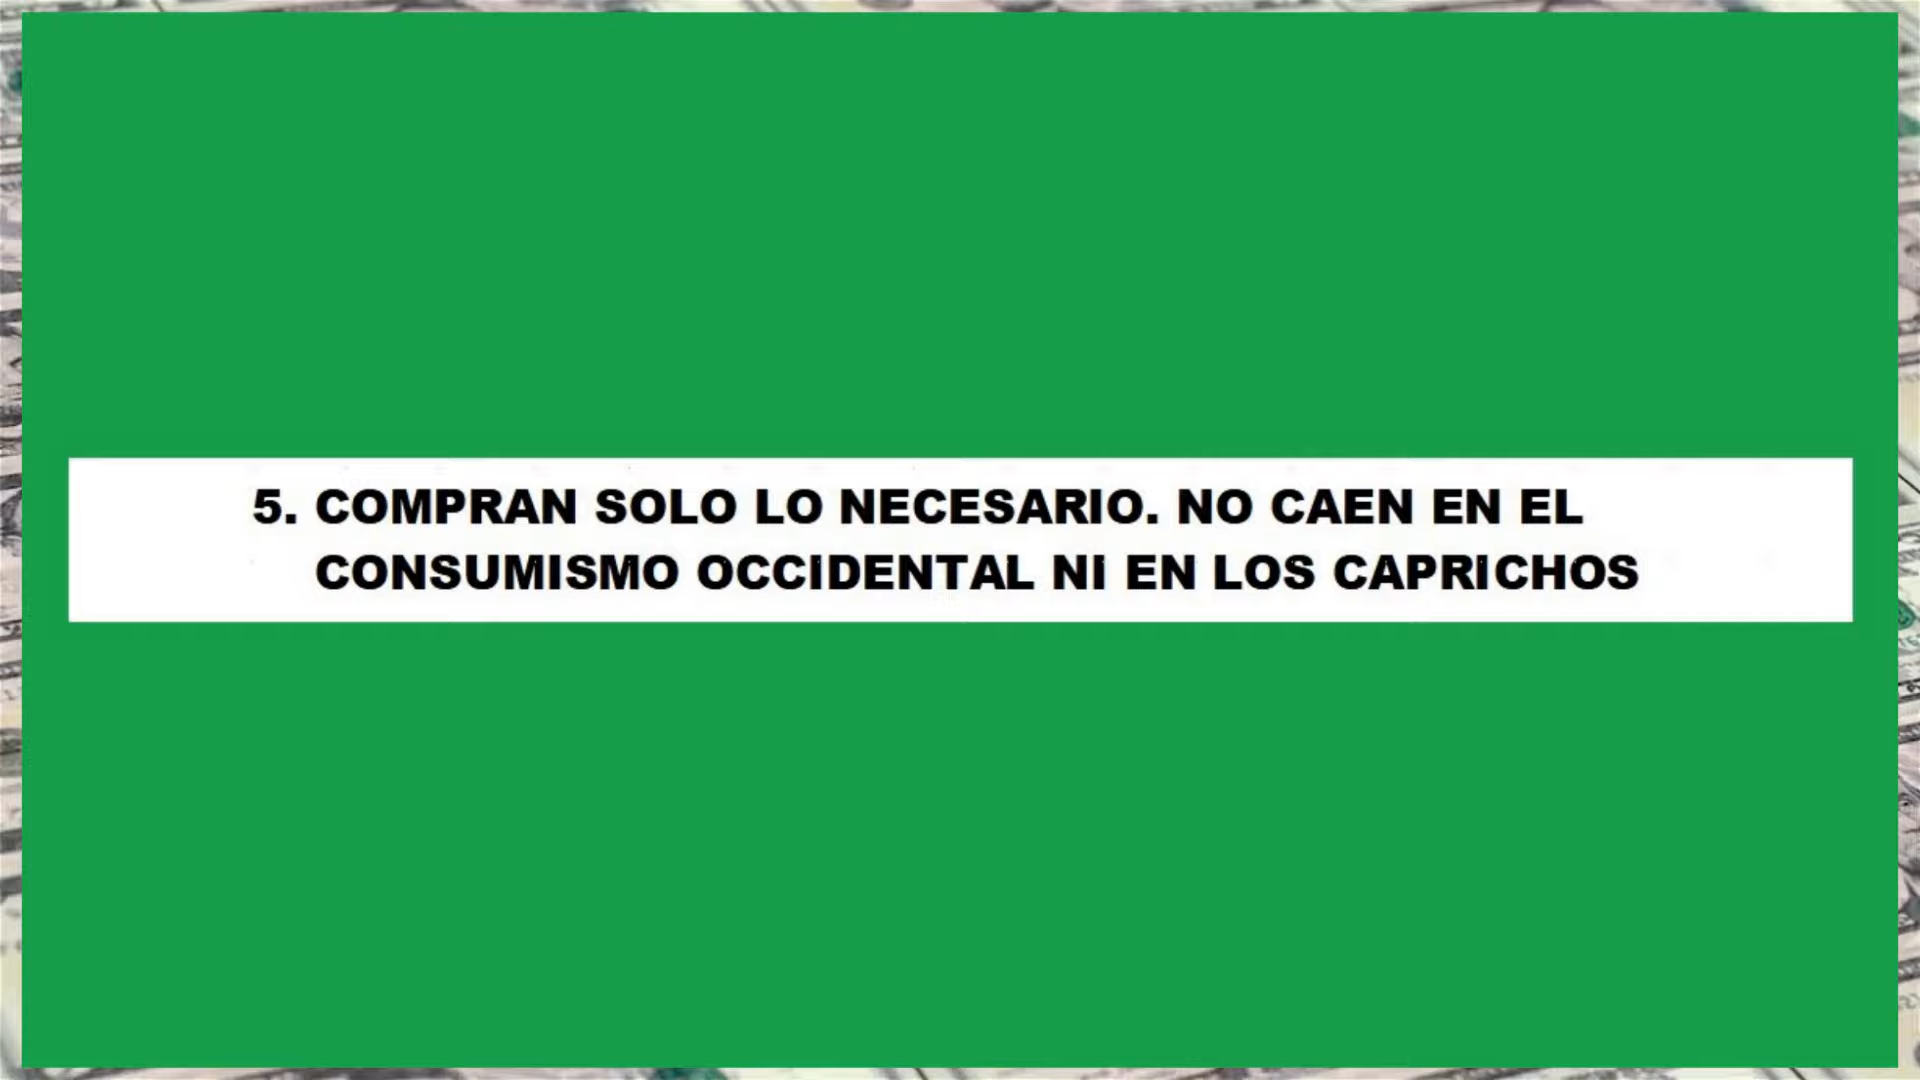 5. COMPRAN SOLO LO NECESARIO. NO CAEN EN EL
CONSUMISMO OCCIDENTAL NI EN LOS CAPRICHOS